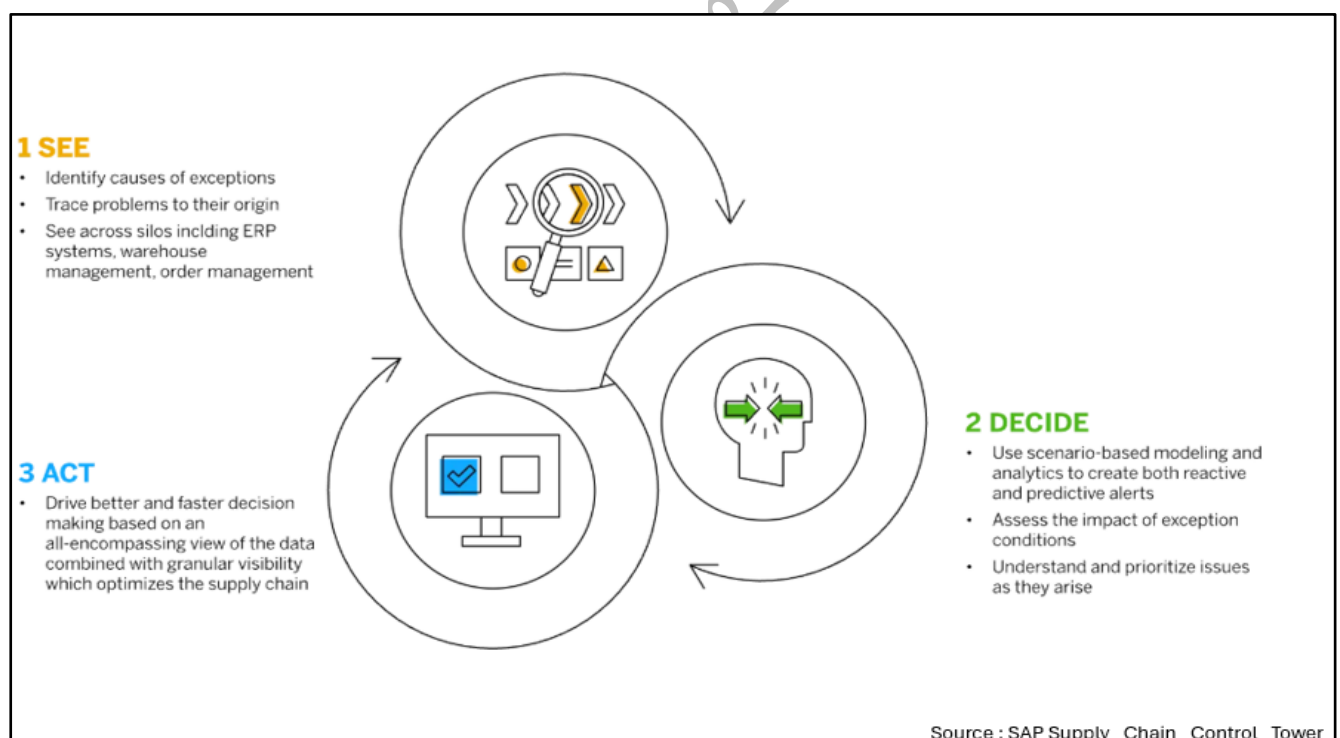 1 SEE
• Identify causes of exceptions
• Trace problems to their origin
• See across silos inclding ERP
systems, warehouse
management, order management
2 DECIDE
• Use scenario-based modeling and
analytics to create both reactive
and predictive alerts
• Assess the impact of exception
conditions
• Understand and prioritize issues
as they arise
3 ACT
• Drive better and faster decision
making based on an
all-encompassing view of the data
combined with granular visibility
which optimizes the supply chain
Source : SAP Supply Chain Control Tower